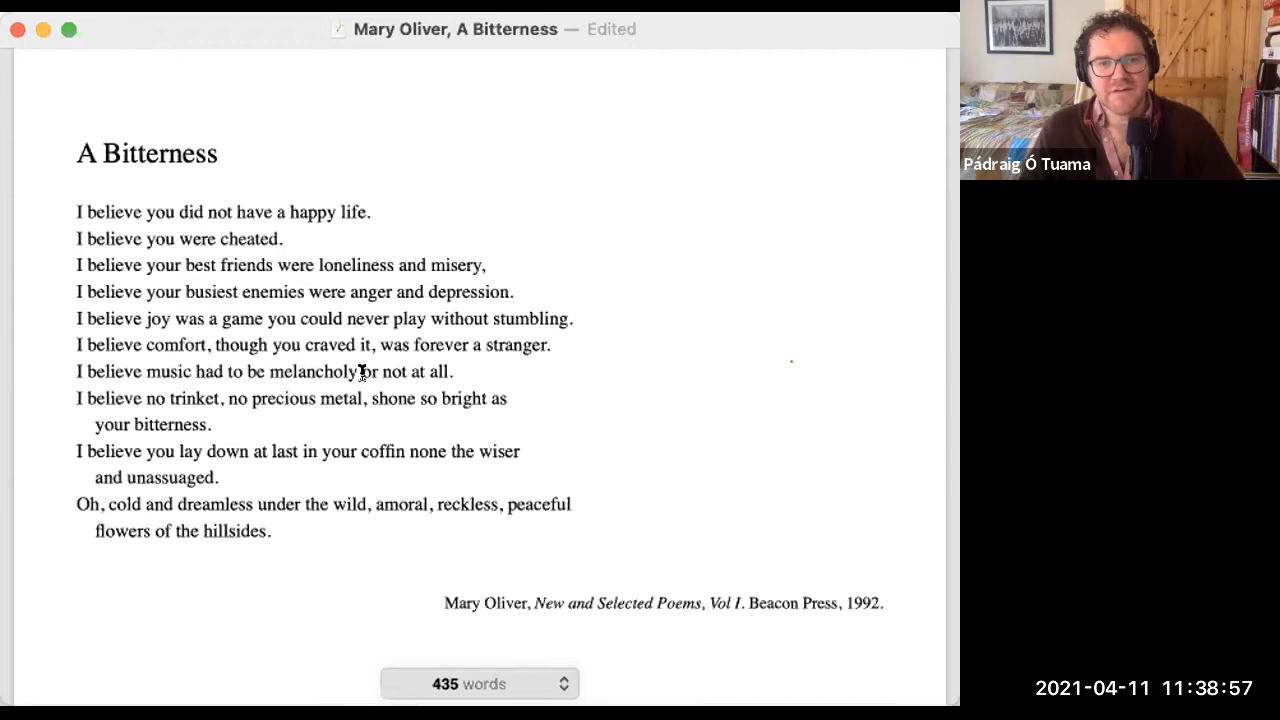 Mary Oliver, A Bitterness — Edited
Pádraig Ó Tuama
A Bitterness
I believe you did not have a happy life.
I believe you were cheated.
I believe your best friends were loneliness and misery,
I believe your busiest enemies were anger and depression.
I believe joy was a game you could never play without stumbling.
I believe comfort, though you craved it, was forever a stranger.
I believe music had to be melancholy or not at all.
I believe no trinket, no precious metal, shone so bright as
your bitterness.
I believe you lay down at last in your coffin none the wiser
and unassuaged.
Oh, cold and dreamless under the wild, amoral, reckless, peaceful
flowers of the hillsides.
Mary Oliver, New and Selected Poems, Vol I. Beacon Press, 1992.
435 words
2021-04-11 11:38:57